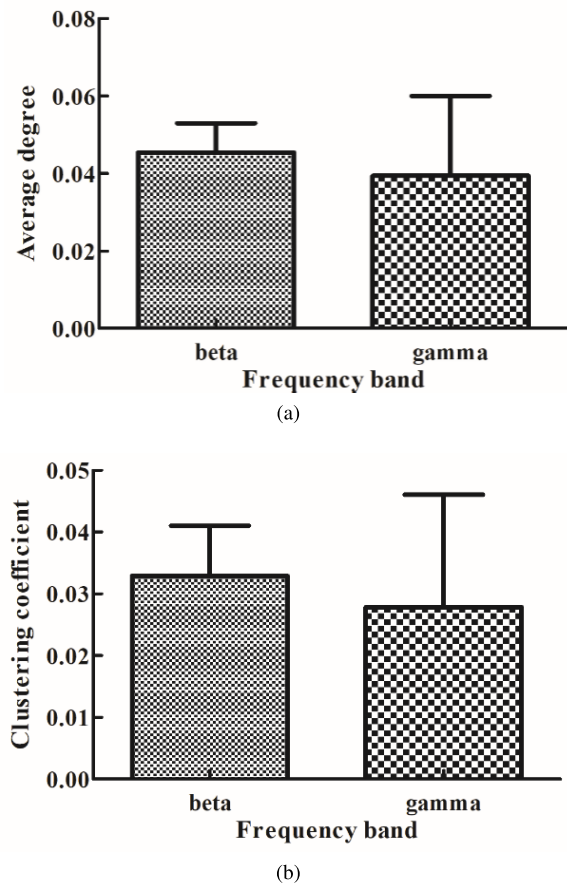 0.08
0.06
0.04
0.02
0.00
Average degree
beta gamma
Frequency band
(a)
0.05
0.04
0.03
0.02
0.01
0.00
Clustering coefficient
beta gamma
Frequency band
(b)